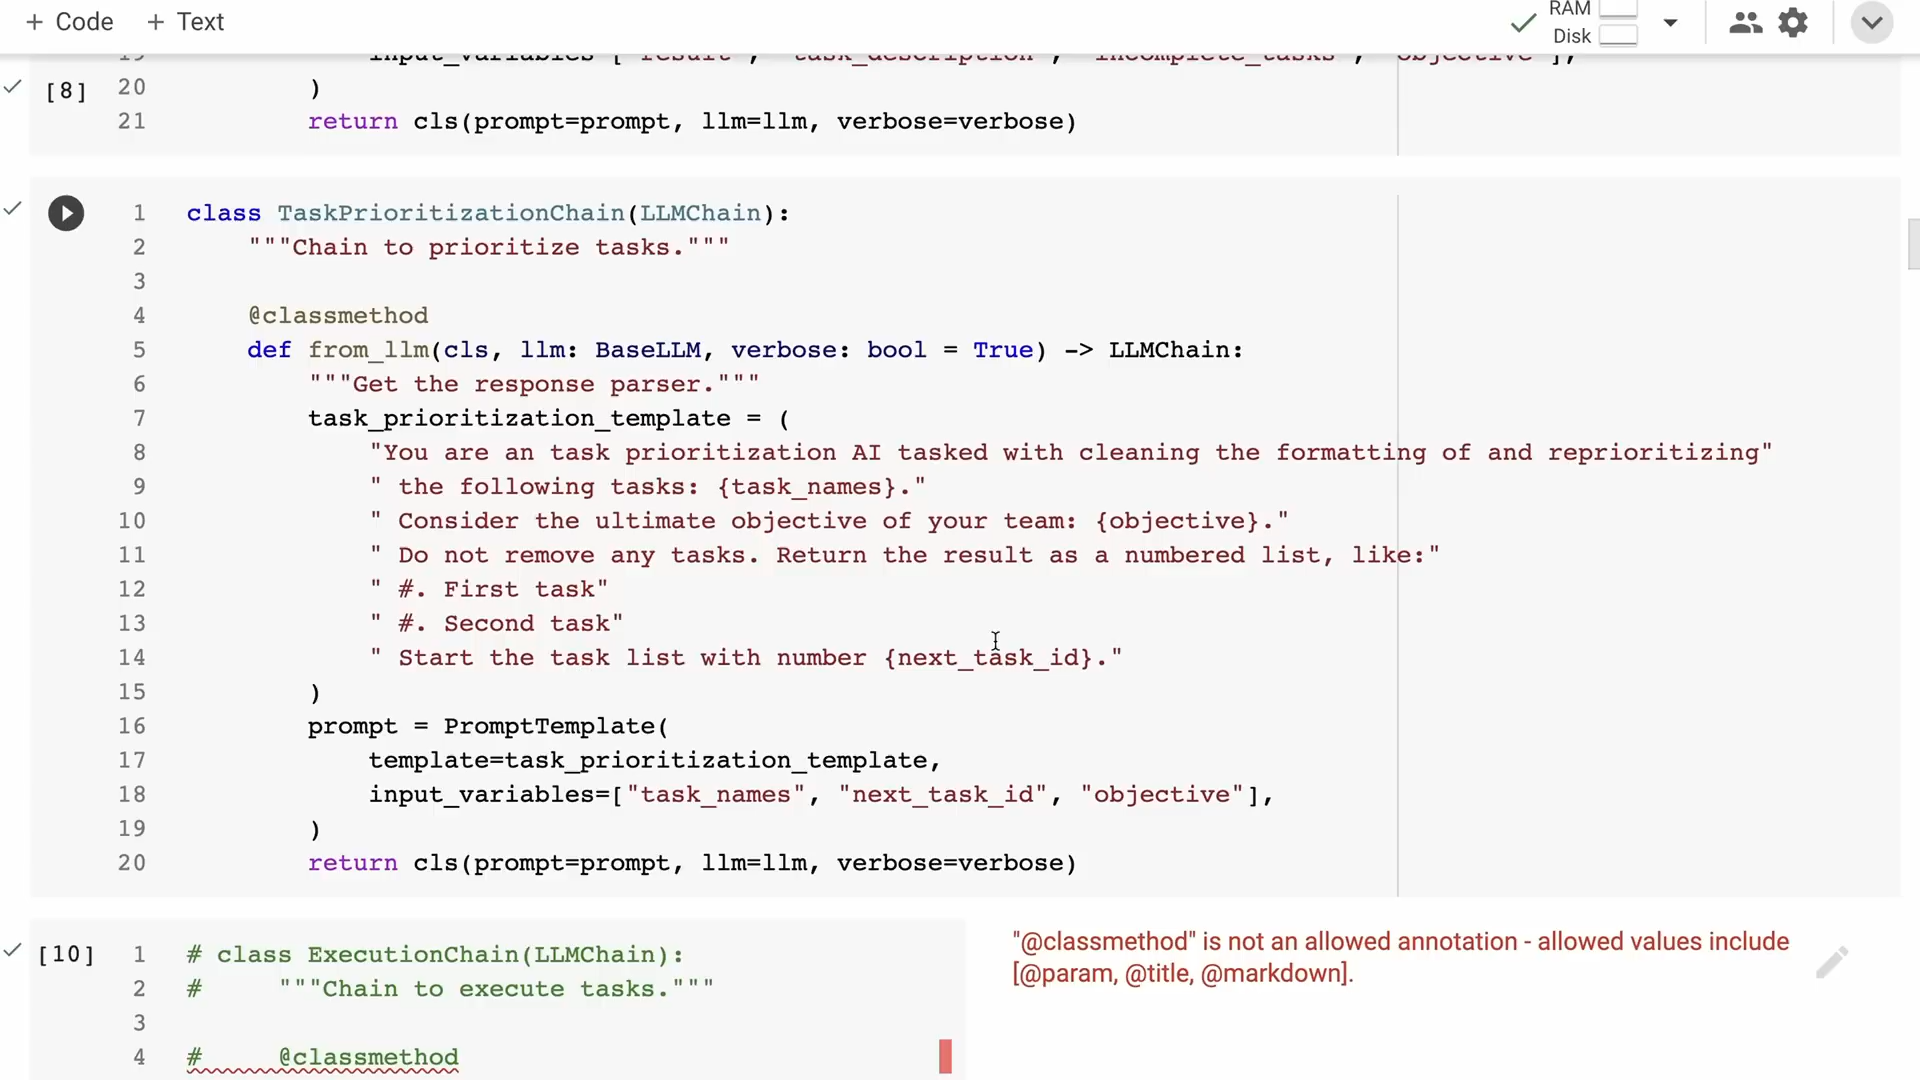 + Code + Text
RAM
Disk
19 input_variables=["result", "task_description", "incomplete_tasks", "objective"],
[8] 20 )
21 return cls(prompt=prompt, llm=llm, verbose=verbose)
1 class TaskPrioritizationChain(LLMChain):
2 """Chain to prioritize tasks."""
3
4 @classmethod
5 def from_llm(cls, llm: BaseLLM, verbose: bool = True) -> LLMChain:
6 """Get the response parser."""
7 task_prioritization_template = (
8 "You are an task prioritization AI tasked with cleaning the formatting of and reprioritizing"
9 " the following tasks: {task_names}."
10 " Consider the ultimate objective of your team: {objective}."
11 " Do not remove any tasks. Return the result as a numbered list, like:"
12 " #. First task"
13 " #. Second task"
14 " Start the task list with number {next_task_id}."
15 )
16 prompt = PromptTemplate(
17 template=task_prioritization_template,
18 input_variables=["task_names", "next_task_id", "objective"],
19 )
20 return cls(prompt=prompt, llm=llm, verbose=verbose)
[10] 1 # class ExecutionChain(LLMChain):
2 # """Chain to execute tasks."""
3
4 # @classmethod
"@classmethod" is not an allowed annotation - allowed values include
[@param, @title, @markdown].